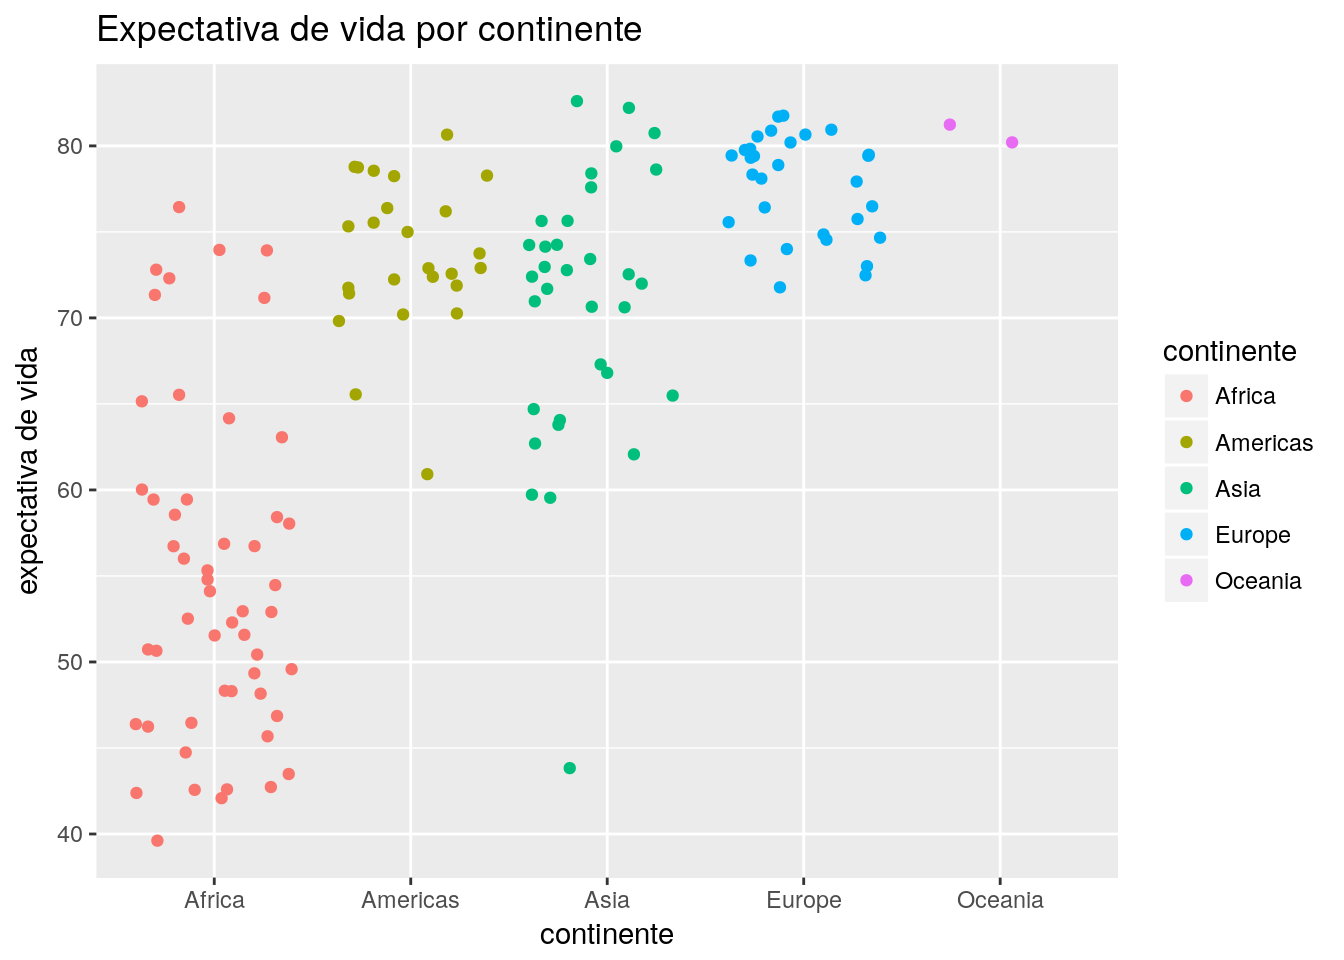 Expectativa de vida por continente
expectativa de vida
80
70
60
50
40
Africa
Americas
Asia
Europe
Oceania
continente
continente
Africa
Americas
Asia
Europe
Oceania